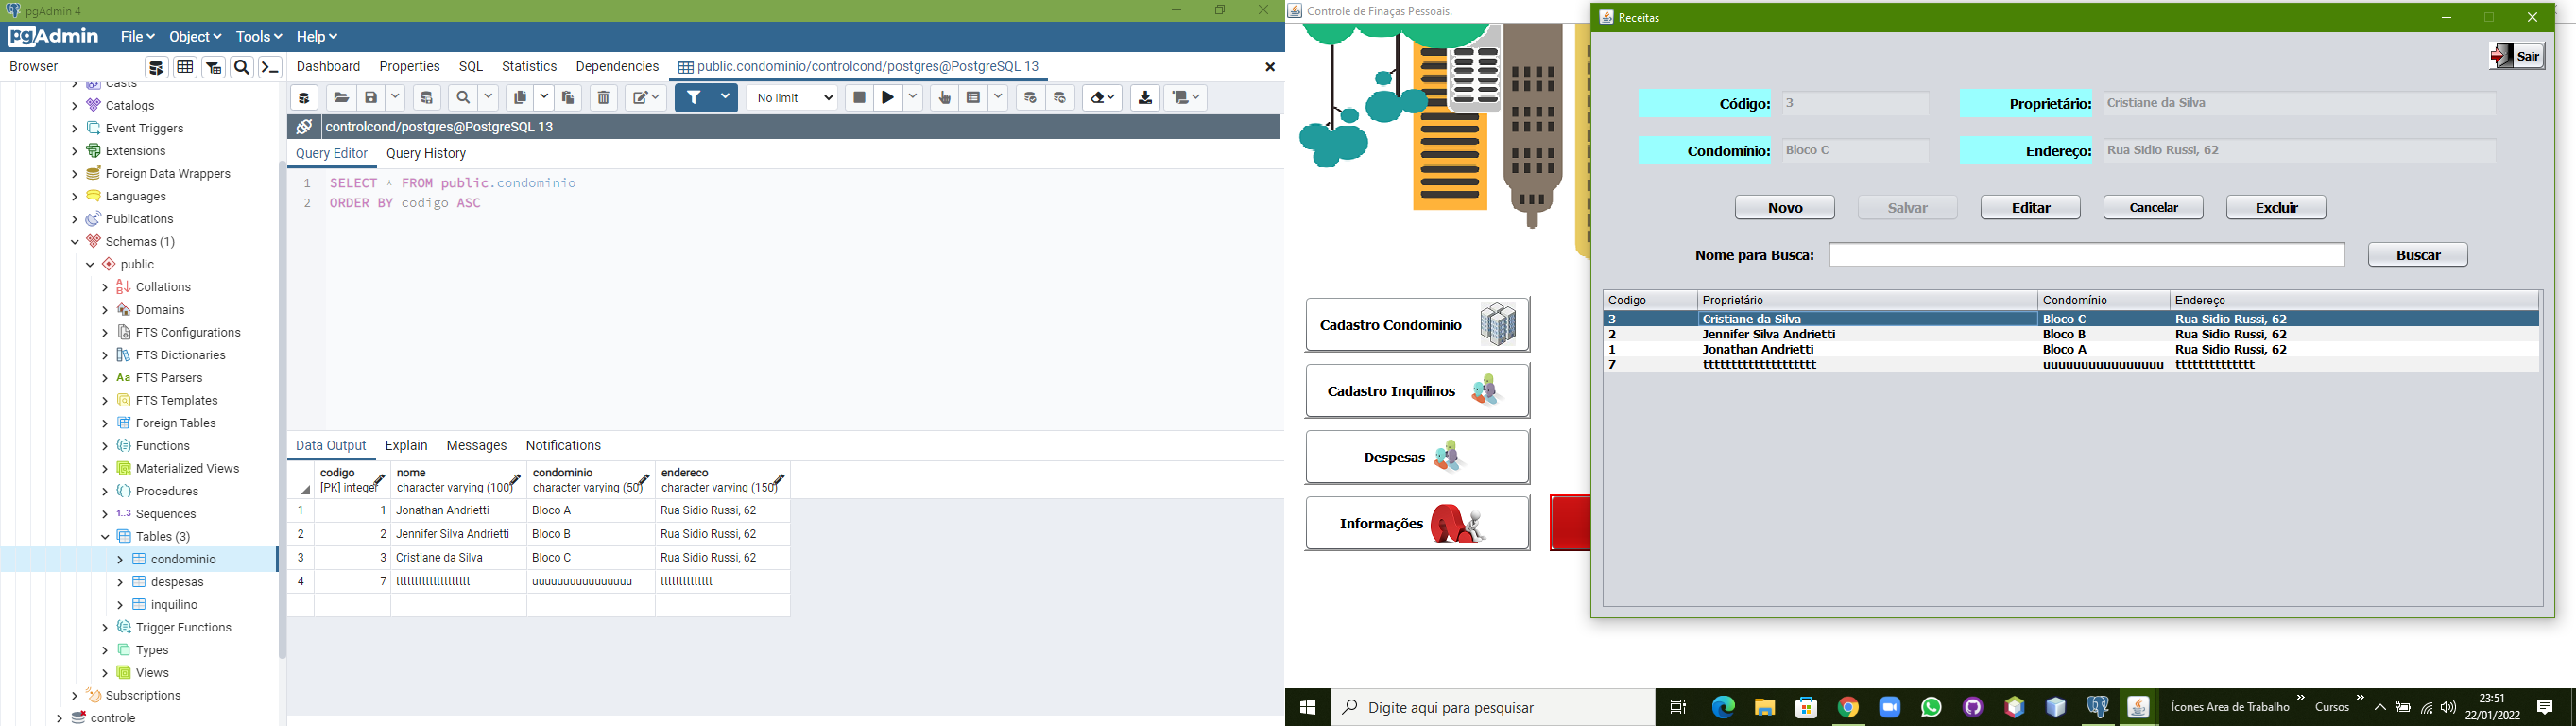 pgAdmin 4
pgAdmin File Object Tools Help
Browser
Dashboard Properties SQL Statistics Dependencies public.condominio/controlcond/postgres@PostgreSQL 13
Casts
Catalogs
Event Triggers
Extensions
Foreign Data Wrappers
Languages
Publications
Schemas (1)
public
Collations
Domains
FTS Configurations
FTS Dictionaries
FTS Parsers
FTS Templates
Foreign Tables
Functions
Materialized Views
Procedures
1..3 Sequences
Tables (3)
condominio
despesas
inquilino
Trigger Functions
Types
Views
Subscriptions
controle
No limit
controlcond/postgres@PostgreSQL 13
Query Editor Query History
1 SELECT * FROM public.condominio
2 ORDER BY codigo ASC
Data Output Explain Messages Notifications
codigo nome condominio endereco
[PK] integer character varying (100) character varying (50) character varying (150)
1 1 Jonathan Andrietti Bloco A Rua Sidio Russi, 62
2 2 Jennifer Silva Andrietti Bloco B Rua Sidio Russi, 62
3 3 Cristiane da Silva Bloco C Rua Sidio Russi, 62
4 7 tttttttttttttttttttt uuuuuuuuuuuuuuuu tttttttttttttt
Controle de Finaças Pessoais.
Cadastro Condomínio
Cadastro Inquilinos
Despesas
Informações
Receitas
Sair
Código: 3 Proprietário: Cristiane da Silva
Condomínio: Bloco C Endereço: Rua Sidio Russi, 62
Novo Salvar Editar Cancelar Excluir
Nome para Busca: Buscar
Codigo Proprietário Condomínio Endereço
3 Cristiane da Silva Bloco C Rua Sidio Russi, 62
2 Jennifer Silva Andrietti Bloco B Rua Sidio Russi, 62
1 Jonathan Andrietti Bloco A Rua Sidio Russi, 62
7 tttttttttttttttttttt uuuuuuuuuuuuuuuu tttttttttttttt
Digite aqui para pesquisar
Ícones Area de Trabalho » Cursos »
23:51
22/01/2022